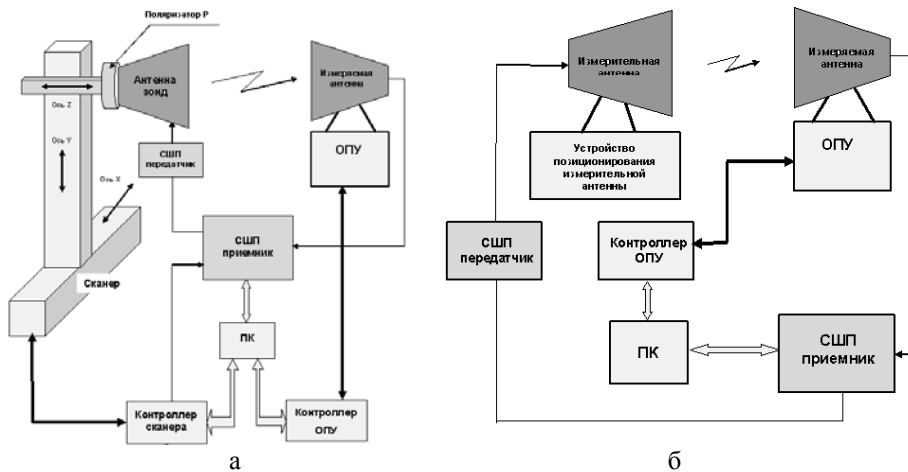 Поляризатор Р
Антенна
зонд
Измеряемая
антенна
Ось Z
Ось Y
Ось X
СШП
передатчик
ОПУ
СШП
приемник
Сканер
ПК
Контроллер
сканера
Контроллер
ОПУ
а
Измерительная
антенна
Измеряемая
антенна
Устройство
позиционирования
измерительной
антенны
ОПУ
СШП
передатчик
Контроллер
ОПУ
ПК
СШП
приемник
б